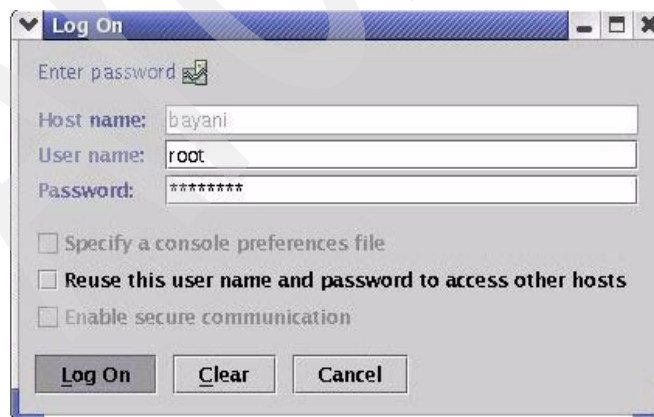 Log On
Enter password
Host name: bayani
User name: root
Password: ********
Specify a console preferences file
Reuse this user name and password to access other hosts
Enable secure communication
Log On Clear Cancel